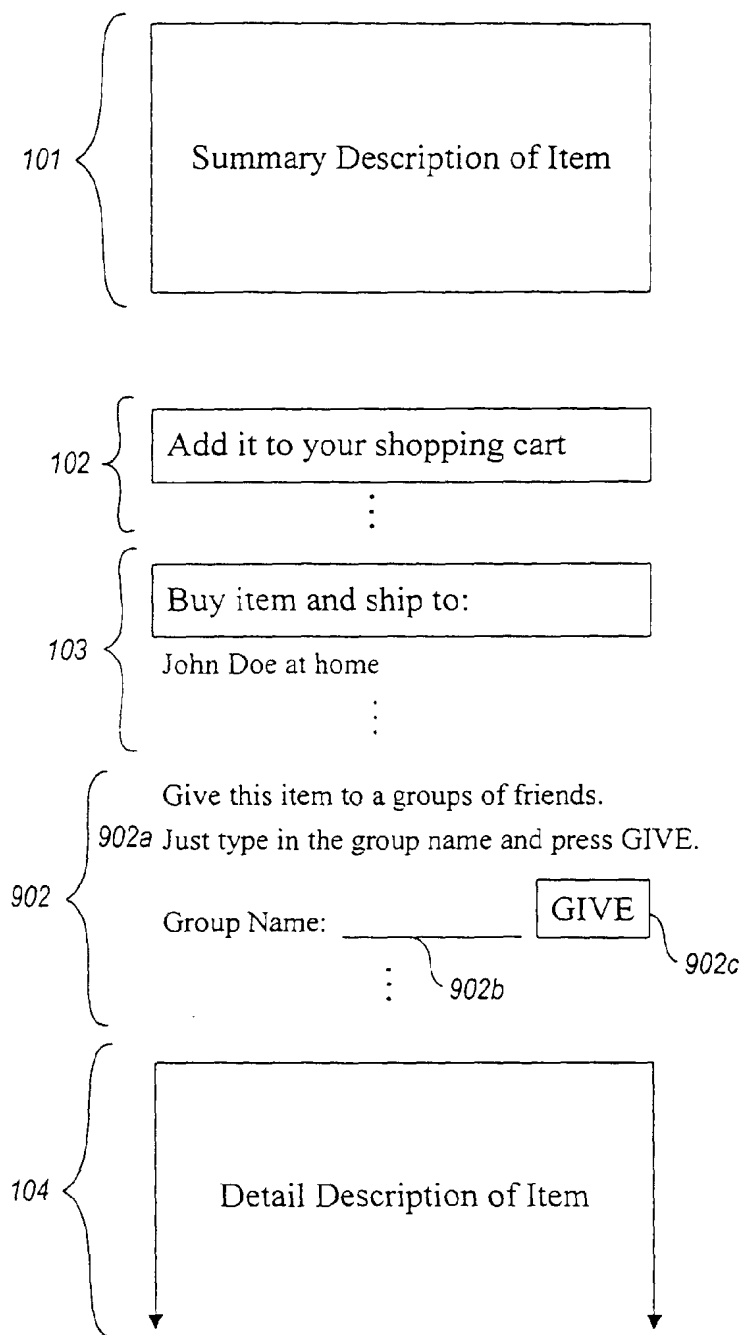 101
Summary Description of Item
102
Add it to your shopping cart
103
Buy item and ship to:
John Doe at home
902
Give this item to a groups of friends.
902a Just type in the group name and press GIVE.
Group Name: GIVE
902b
902c
104
Detail Description of Item